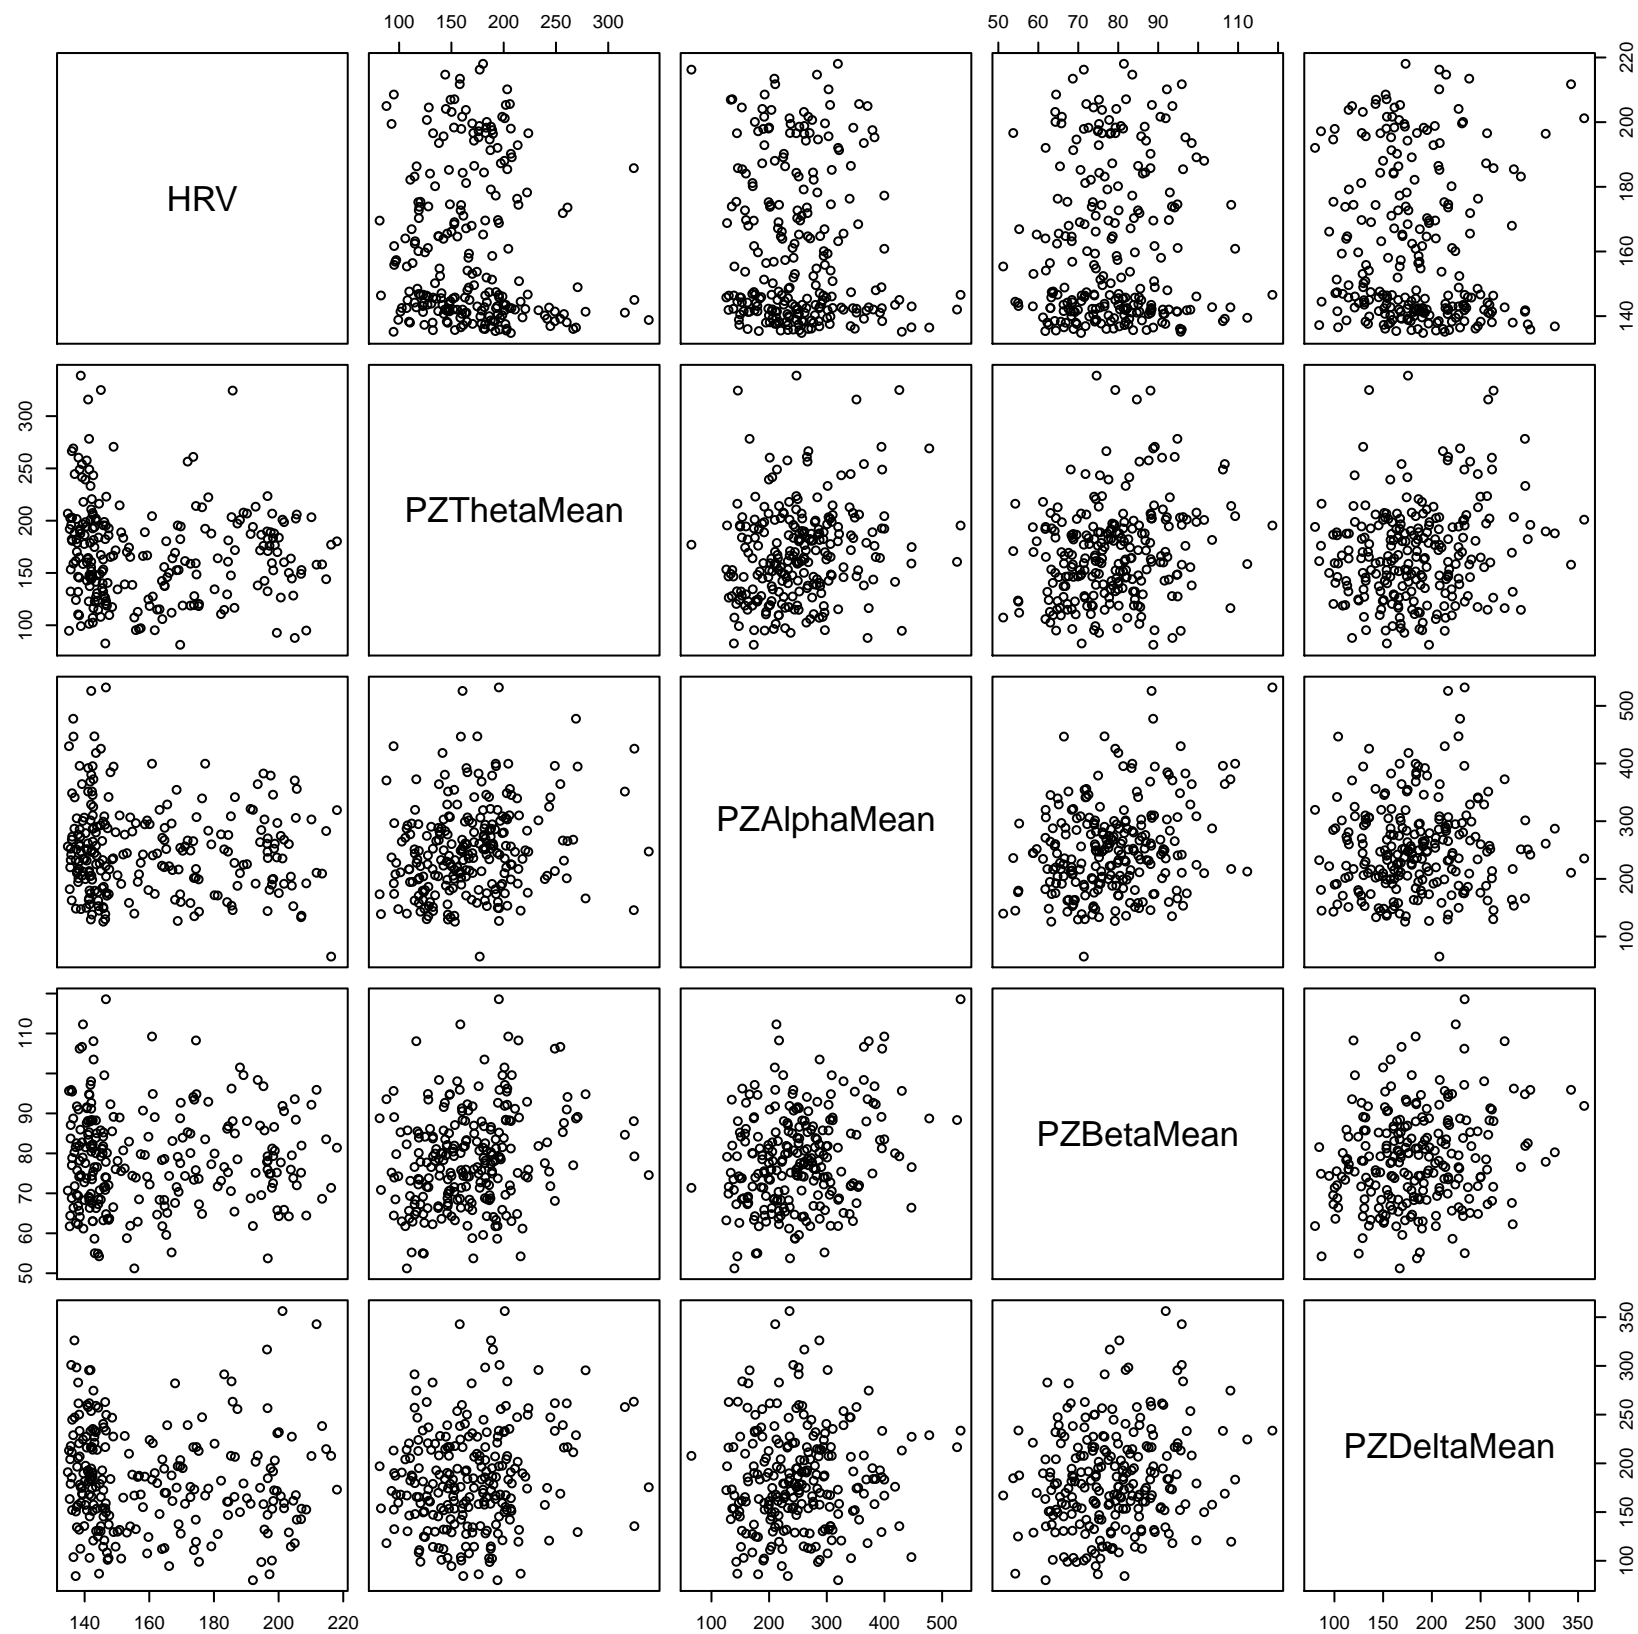 100 150 200 250 300 50 60 70 80 90 110
HRV
140 160 180 200 220
100 150 200 250 300
PZThetaMean
PZAlphaMean
100 200 300 400 500
50 60 70 80 90 110
PZBetaMean
PZDeltaMean
100 150 200 250 300 350
140 160 180 200 220 100 200 300 400 500 100 150 200 250 300 350